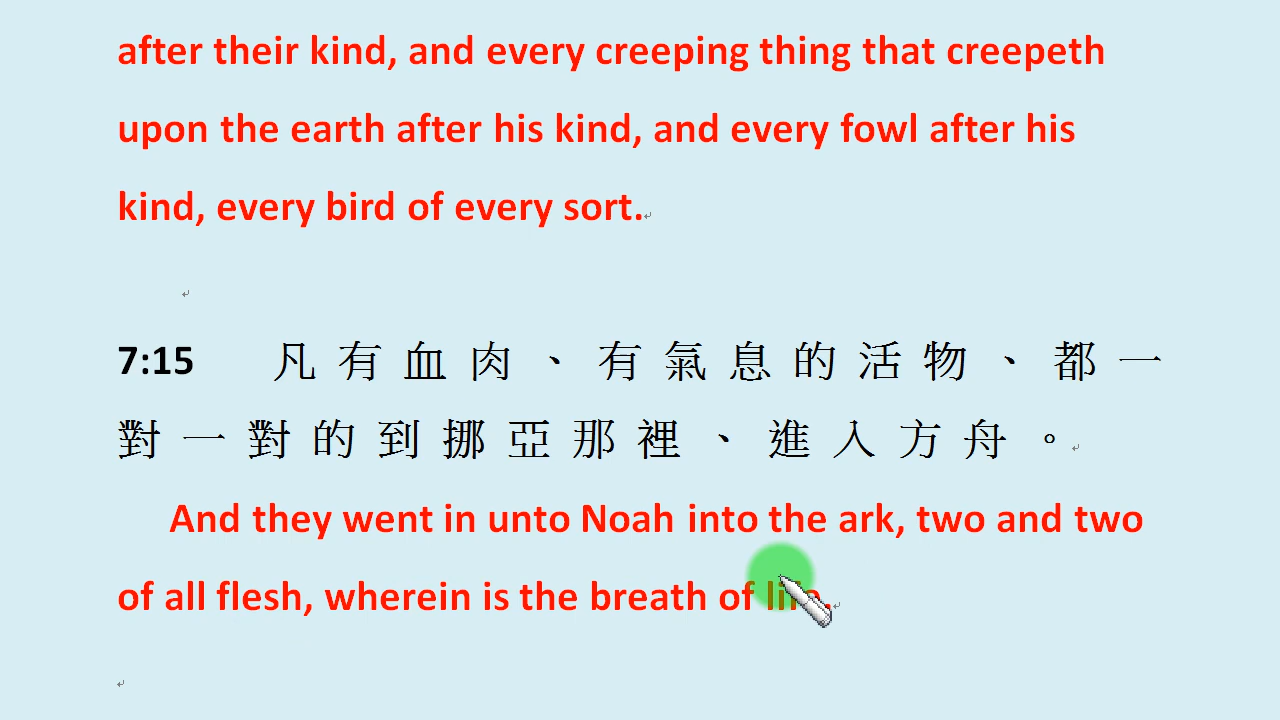 after their kind, and every creeping thing that creepeth
upon the earth after his kind, and every fowl after his
kind, every bird of every sort.
7:15 凡有血肉、有氣息的活物、都一
對一對的到挪亞那裡、進入方舟。
And they went in unto Noah into the ark, two and two
of all flesh, wherein is the breath of life.